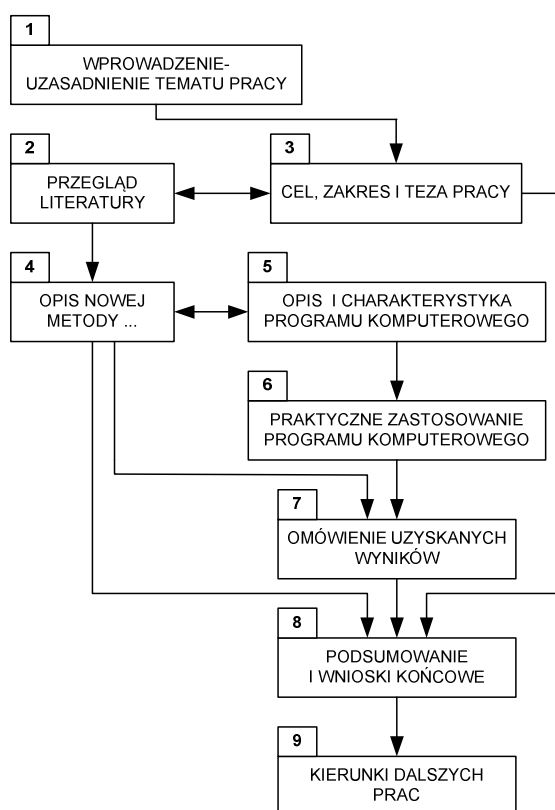 1
WPROWADZENIE-
UZASADNIENIE TEMATU PRACY
2
PRZEGLĄD
LITERATURY
3
CEL, ZAKRES I TEZA PRACY
4
OPIS NOWEJ
METODY ...
5
OPIS I CHARAKTERYSTYKA
PROGRAMU KOMPUTEROWEGO
6
PRAKTYCZNE ZASTOSOWANIE
PROGRAMU KOMPUTEROWEGO
7
OMÓWIENIE UZYSKANYCH
WYNIKÓW
8
PODSUMOWANIE
I WNIOSKI KOŃCOWE
9
KIERUNKI DALSZYCH
PRAC